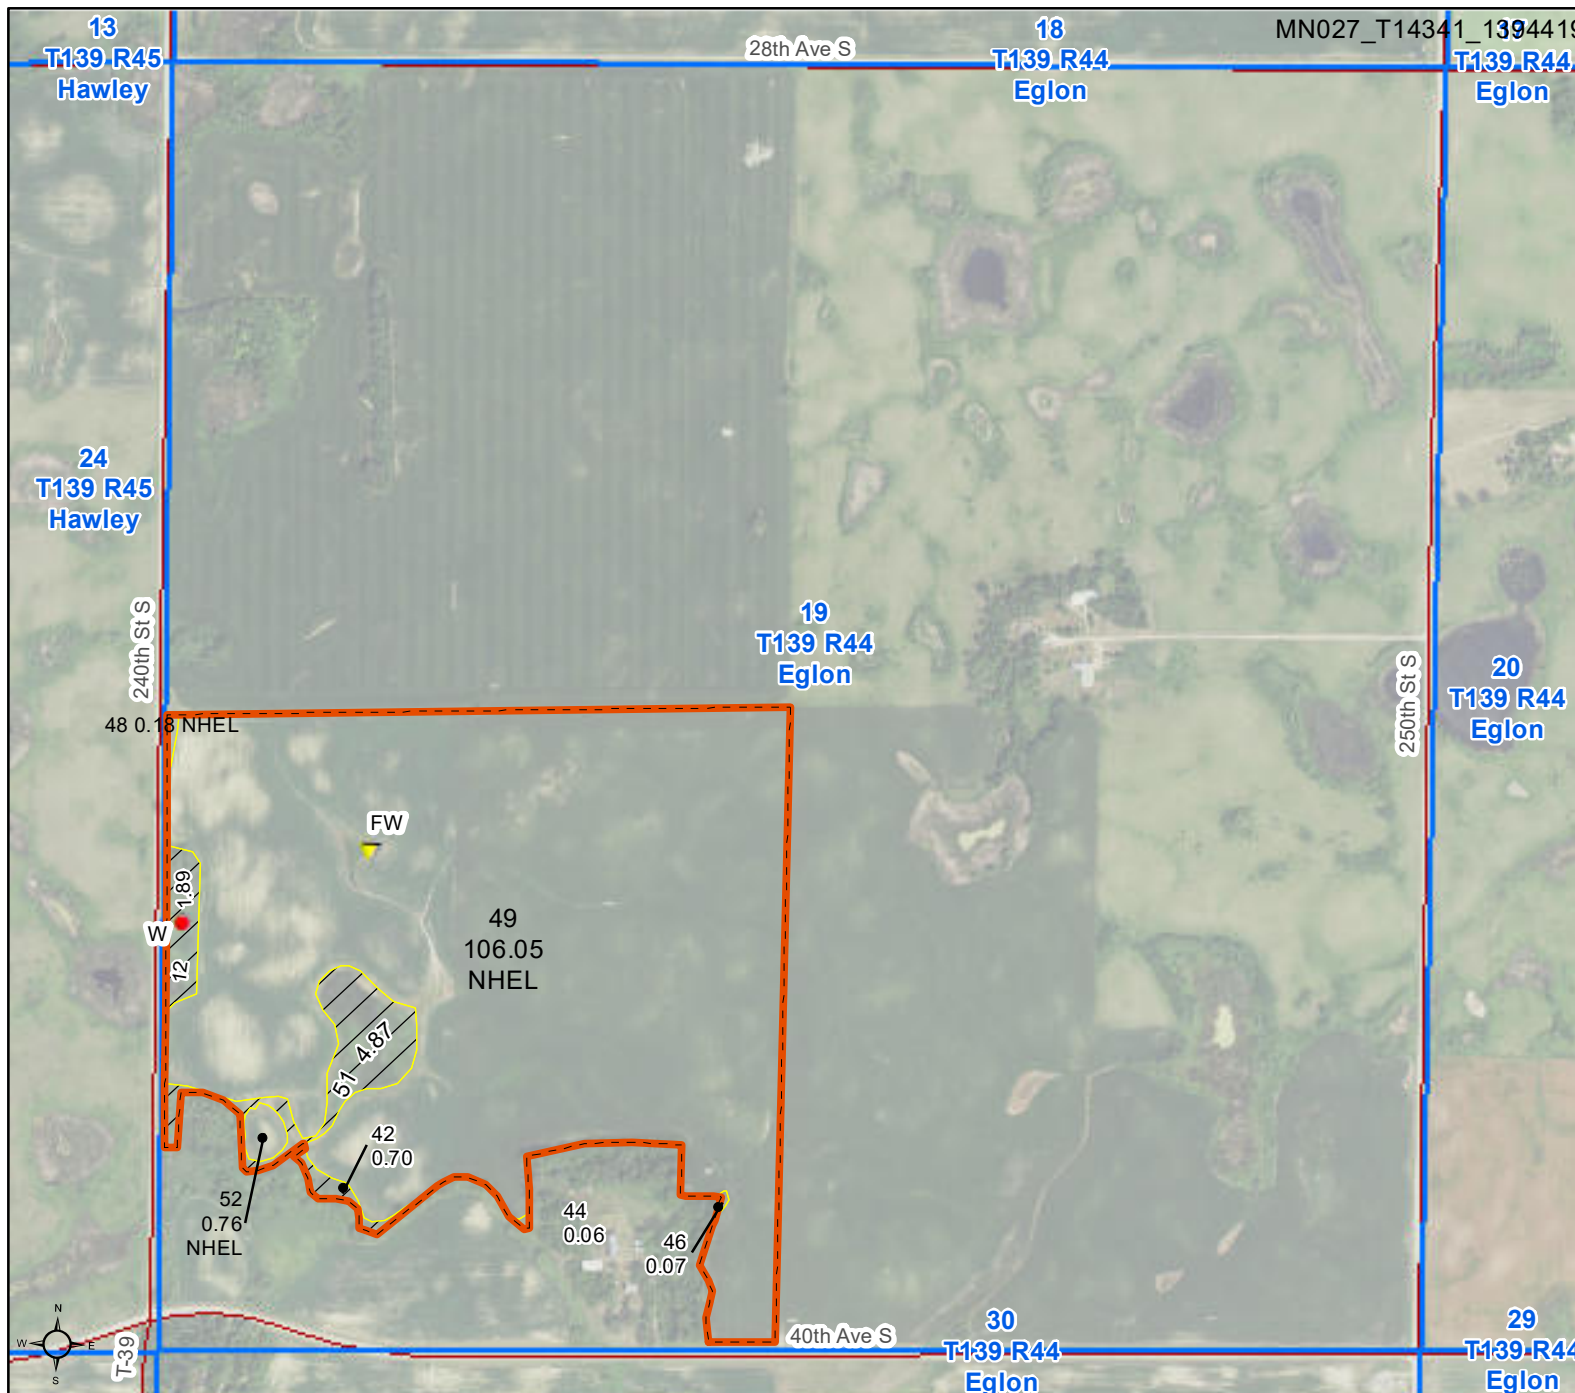 13
T139 R45
Hawley
28th Ave S
18
T139 R44
Eglon
MN027_T14341_1394419
T139 R44
Eglon
24
T139 R45
Hawley
240th St S
19
T139 R44
Eglon
250th St S
20
T139 R44
Eglon
48 0.18 NHEL
FW
1.89
12
W
49
106.05
NHEL
51 4.87
42
0.70
52
0.76
NHEL
44
0.06
46
0.07
N
W E
S
T-39
40th Ave S
30
T139 R44
Eglon
29
T139 R44
Eglon